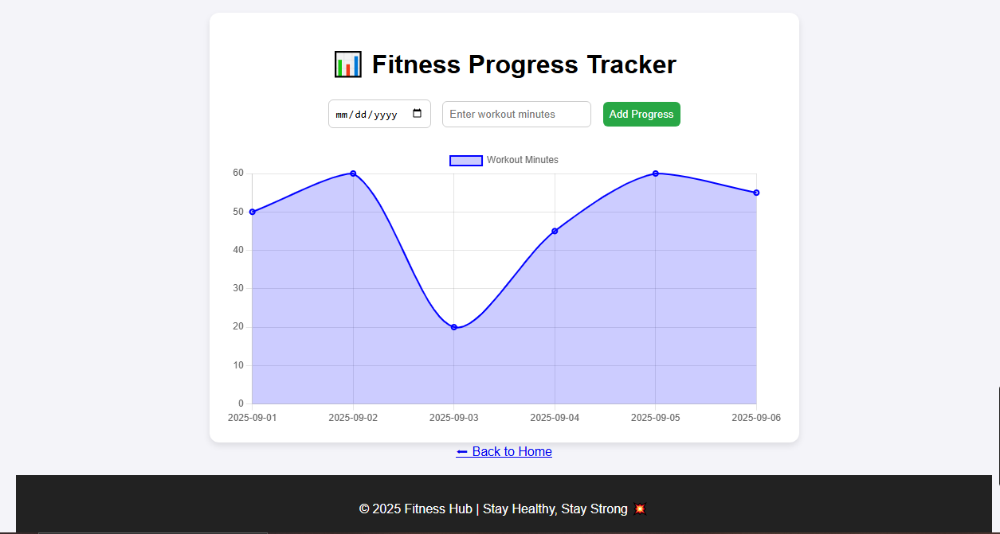 📊 Fitness Progress Tracker
mm/dd/yyyy Enter workout minutes Add Progress
Workout Minutes
60
50
40
30
20
10
0
2025-09-01 2025-09-02 2025-09-03 2025-09-04 2025-09-05 2025-09-06
⬅ Back to Home
© 2025 Fitness Hub | Stay Healthy, Stay Strong 💥